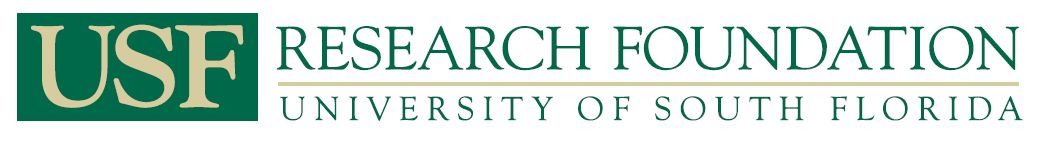 USF
RESEARCH FOUNDATION
UNIVERSITY OF SOUTH FLORIDA